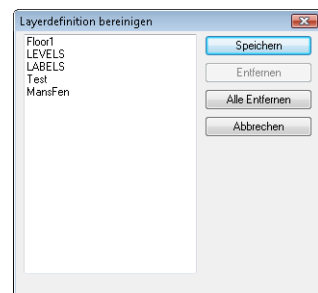 Layerdefinition bereinigen
Floor1
LEVELS
LABELS
Test
MansFen
Speichern
Entfernen
Alle Entfernen
Abbrechen